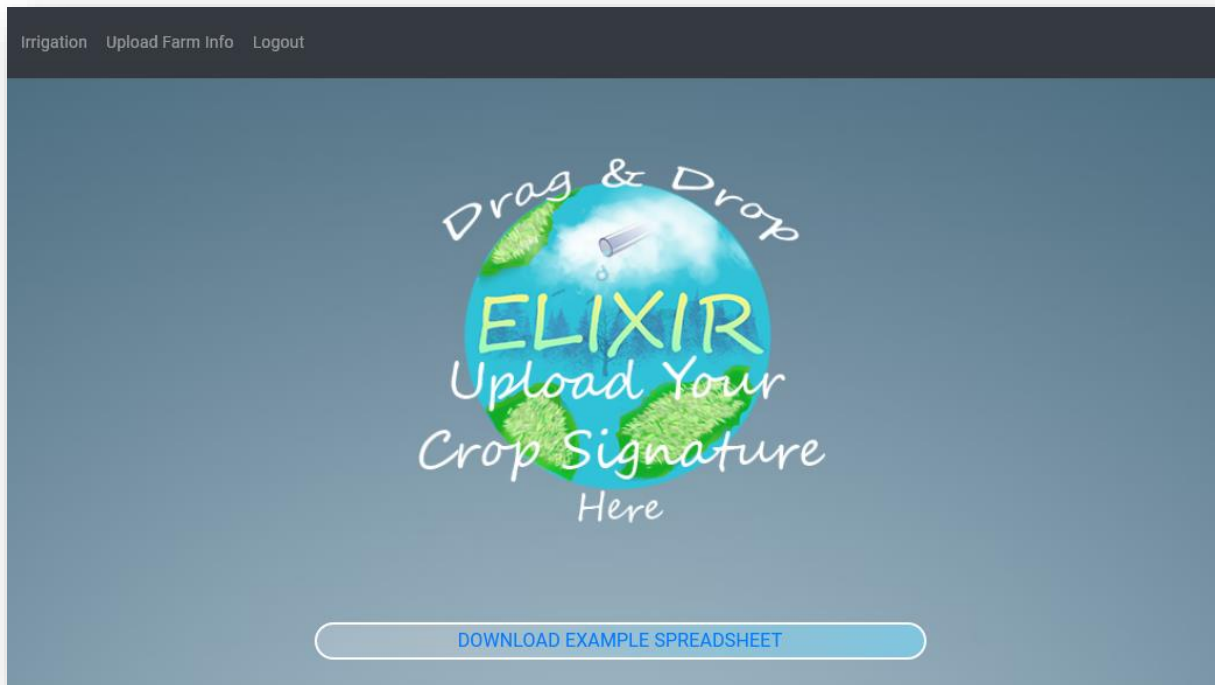 Irrigation Upload Farm Info Logout
Drag & Drop
ELIXIR
Upload Your
Crop Signature
Here
DOWNLOAD EXAMPLE SPREADSHEET